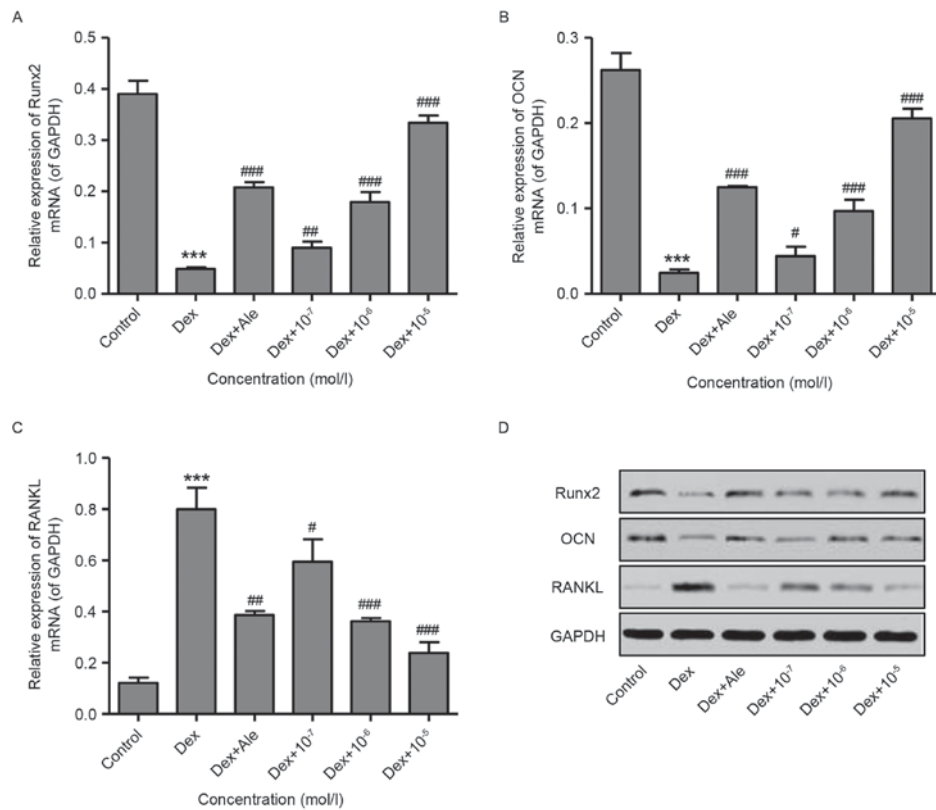 A
Relative expression of Runx2
mRNA (of GAPDH)
0.5
0.4
0.3
0.2
0.1
0.0
***
###
##
###
###
Control
Dex
Dex+Ale
Dex+10⁻⁷
Dex+10⁻⁶
Dex+10⁻⁵
Concentration (mol/l)
B
Relative expression of OCN
mRNA (of GAPDH)
0.3
0.2
0.1
0.0
***
###
#
###
###
Control
Dex
Dex+Ale
Dex+10⁻⁷
Dex+10⁻⁶
Dex+10⁻⁵
Concentration (mol/l)
C
Relative expression of RANKL
mRNA (of GAPDH)
1.0
0.8
0.6
0.4
0.2
0.0
***
##
#
###
###
Control
Dex
Dex+Ale
Dex+10⁻⁷
Dex+10⁻⁶
Dex+10⁻⁵
Concentration (mol/l)
D
Runx2
OCN
RANKL
GAPDH
Control
Dex
Dex+Ale
Dex+10⁻⁷
Dex+10⁻⁶
Dex+10⁻⁵